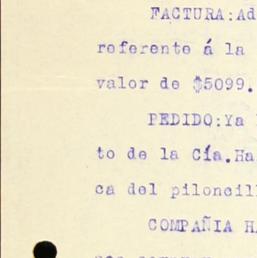 FACTURA:Ad
referente á la
valor de $5099.
PEDIDO:Ya
to de la Cía.Ha
ca del piloncil
COMPAÑIA H